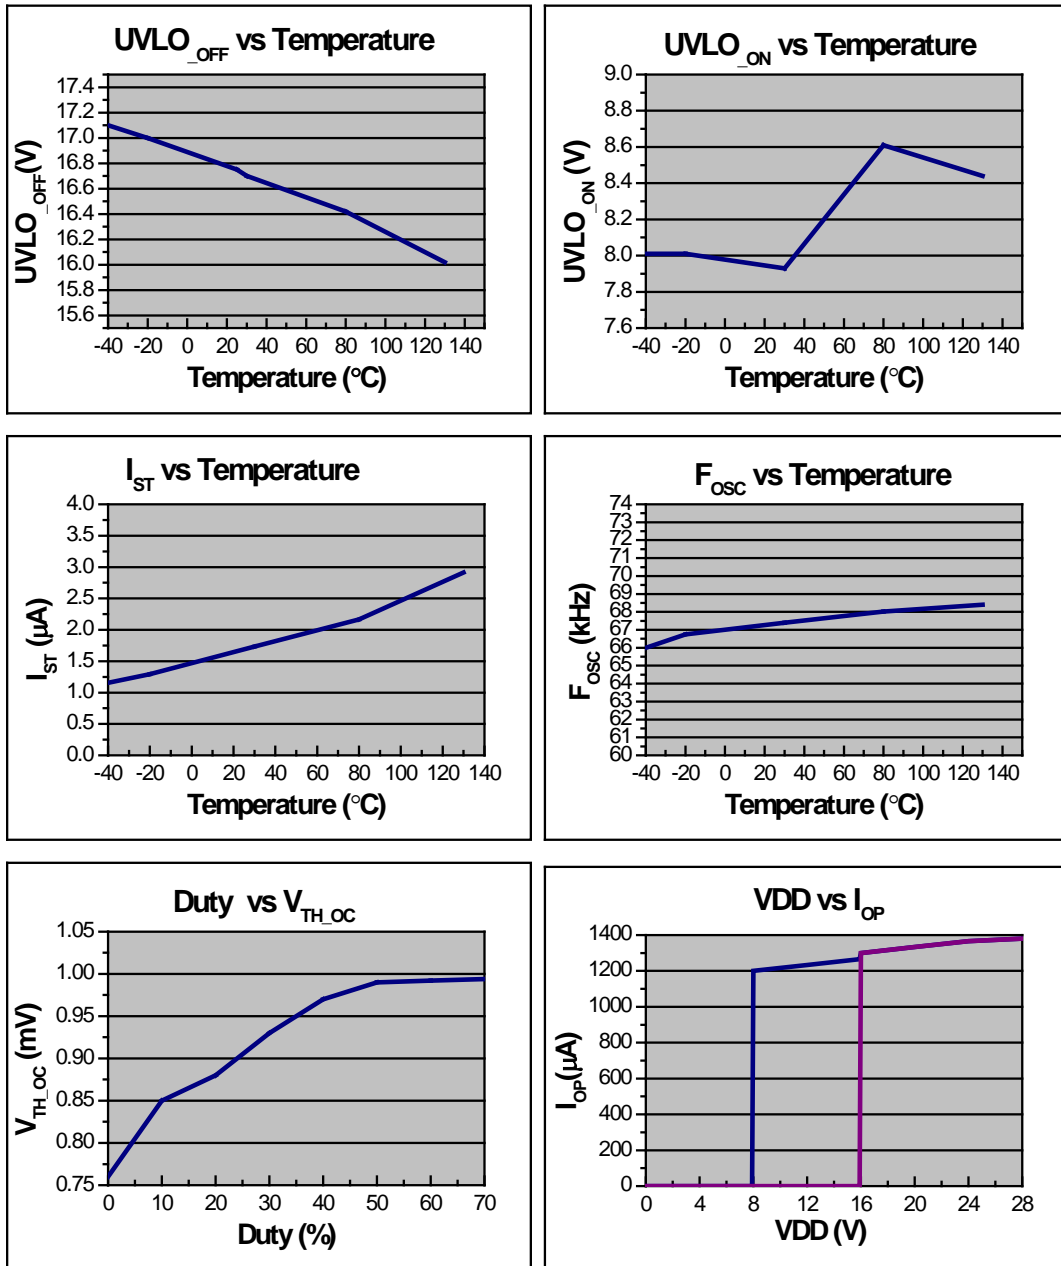 UVLO_OFF vs Temperature
UVLO_OFF (V)
17.4
17.2
17.0
16.8
16.6
16.4
16.2
16.0
15.8
15.6
-40 -20 0 20 40 60 80 100 120 140
Temperature (°C)
UVLO_ON vs Temperature
UVLO_ON (V)
9.0
8.8
8.6
8.4
8.2
8.0
7.8
7.6
-40 -20 0 20 40 60 80 100 120 140
Temperature (°C)
I_ST vs Temperature
I_ST (μA)
4.0
3.5
3.0
2.5
2.0
1.5
1.0
0.5
0.0
-40 -20 0 20 40 60 80 100 120 140
Temperature (°C)
F_OSC vs Temperature
F_OSC (kHz)
74
73
72
71
70
69
68
67
66
65
64
63
62
61
60
-40 -20 0 20 40 60 80 100 120 140
Temperature (°C)
Duty vs V_TH_OC
V_TH_OC (mV)
1.05
1.00
0.95
0.90
0.85
0.80
0.75
0 10 20 30 40 50 60 70
Duty (%)
VDD vs I_OP
I_OP(μA)
1400
1200
1000
800
600
400
200
0
0 4 8 12 16 20 24 28
VDD (V)